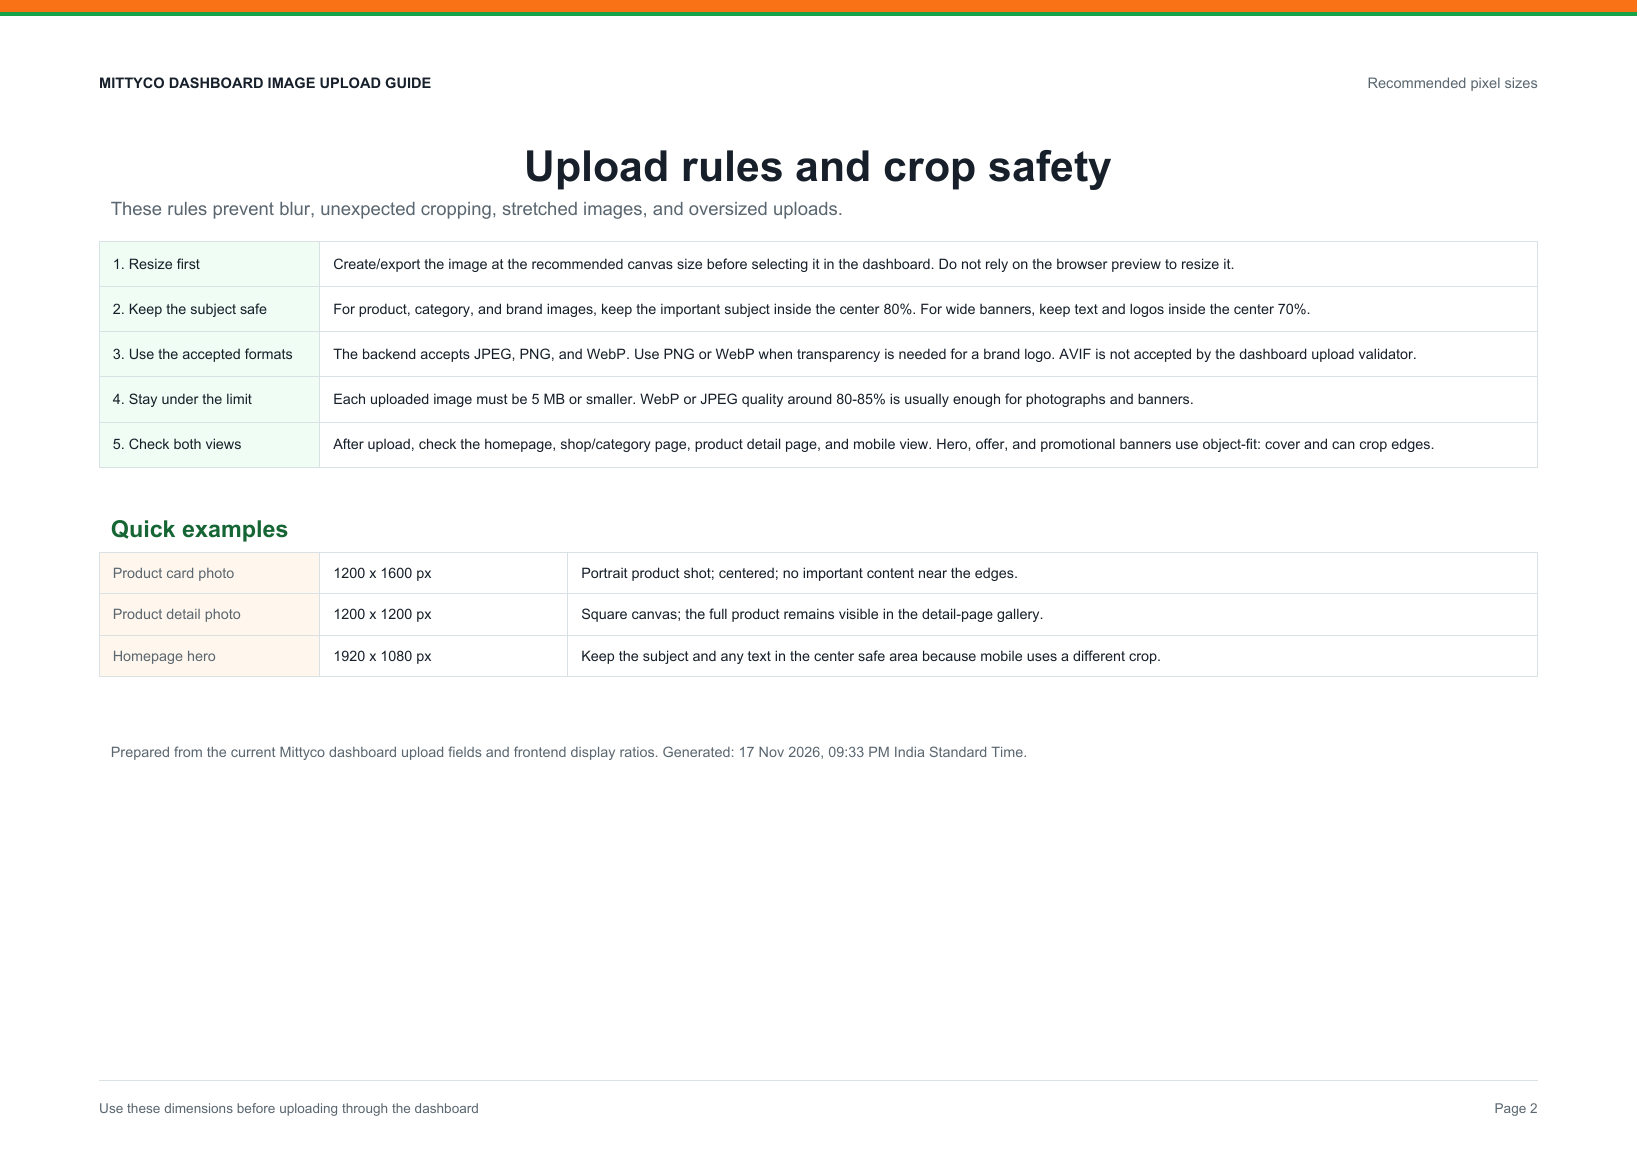 MITTYCO DASHBOARD IMAGE UPLOAD GUIDE
Recommended pixel sizes
Upload rules and crop safety
These rules prevent blur, unexpected cropping, stretched images, and oversized uploads.
1. Resize first
Create/export the image at the recommended canvas size before selecting it in the dashboard. Do not rely on the browser preview to resize it.
2. Keep the subject safe
For product, category, and brand images, keep the important subject inside the center 80%. For wide banners, keep text and logos inside the center 70%.
3. Use the accepted formats
The backend accepts JPEG, PNG, and WebP. Use PNG or WebP when transparency is needed for a brand logo. AVIF is not accepted by the dashboard upload validator.
4. Stay under the limit
Each uploaded image must be 5 MB or smaller. WebP or JPEG quality around 80-85% is usually enough for photographs and banners.
5. Check both views
After upload, check the homepage, shop/category page, product detail page, and mobile view. Hero, offer, and promotional banners use object-fit: cover and can crop edges.
Quick examples
Product card photo
1200 x 1600 px
Portrait product shot; centered; no important content near the edges.
Product detail photo
1200 x 1200 px
Square canvas; the full product remains visible in the detail-page gallery.
Homepage hero
1920 x 1080 px
Keep the subject and any text in the center safe area because mobile uses a different crop.
Prepared from the current Mittyco dashboard upload fields and frontend display ratios. Generated: 17 Nov 2026, 09:33 PM India Standard Time.
Use these dimensions before uploading through the dashboard
Page 2